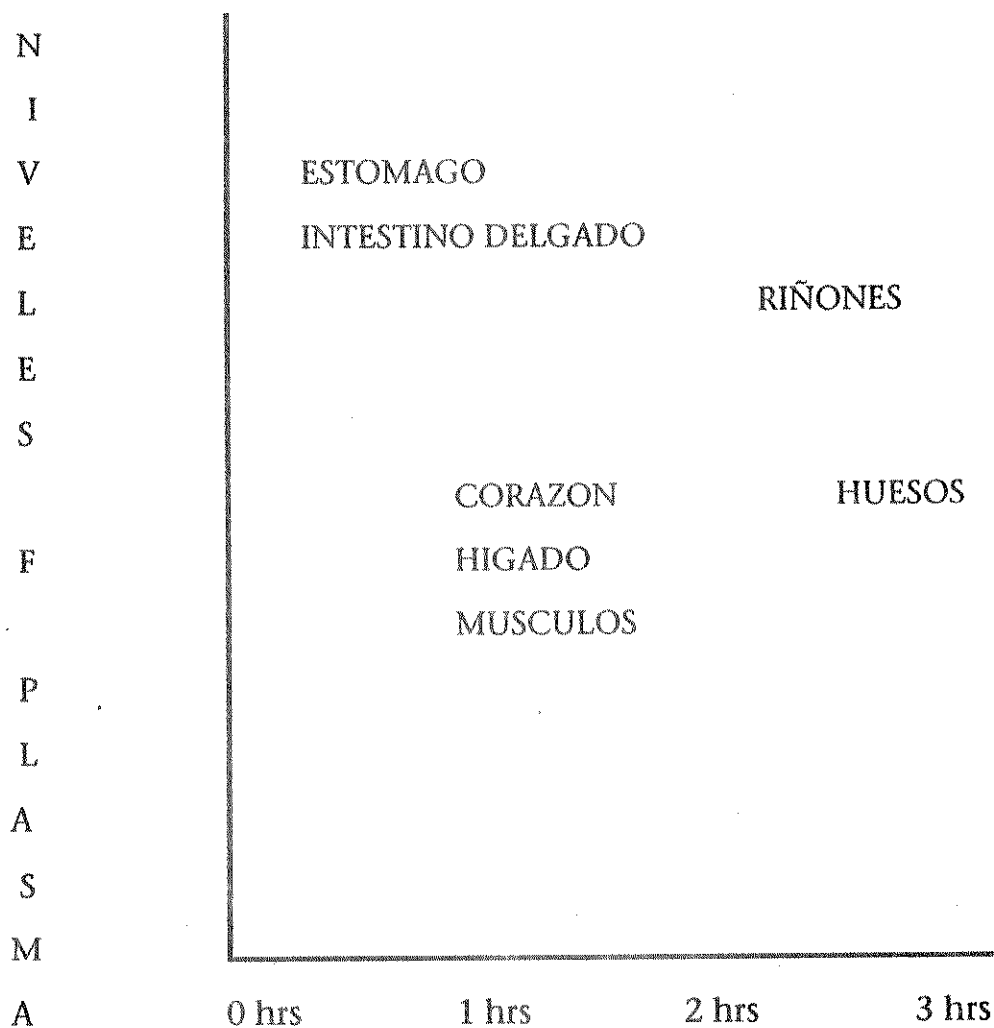 N
I
V
E
L
E
S
F
P
L
A
S
M
A
ESTOMAGO
INTESTINO DELGADO
RIÑONES
CORAZON HUESOS
HIGADO
MUSCULOS
0 hrs 1 hrs 2 hrs 3 hrs